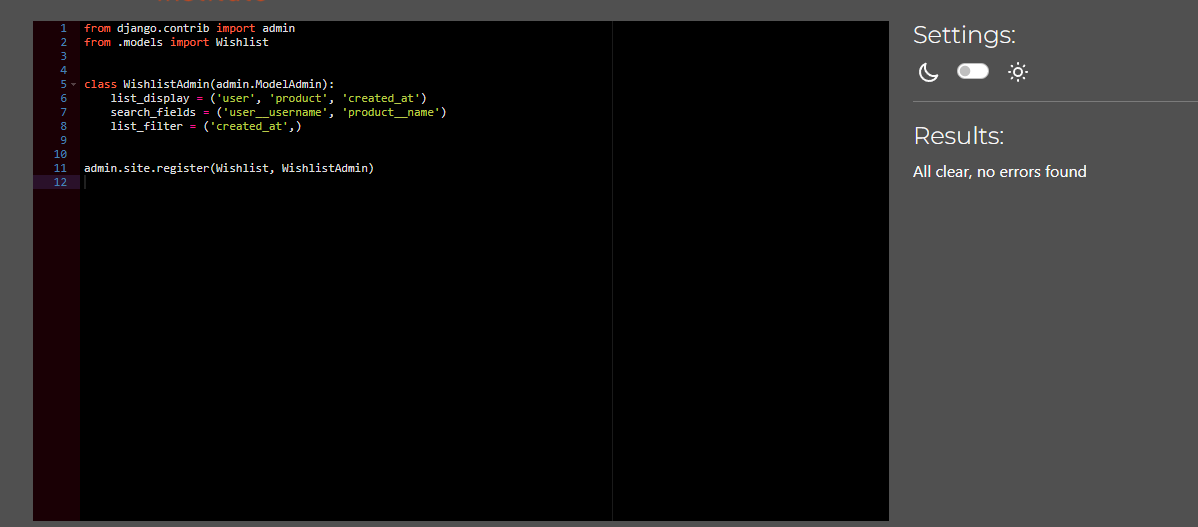 1 from django.contrib import admin
2 from .models import Wishlist
3
4
5 class WishlistAdmin(admin.ModelAdmin):
6     list_display = ('user', 'product', 'created_at')
7     search_fields = ('user__username', 'product__name')
8     list_filter = ('created_at',)
9
10
11 admin.site.register(Wishlist, WishlistAdmin)
12
Settings:
Results:
All clear, no errors found